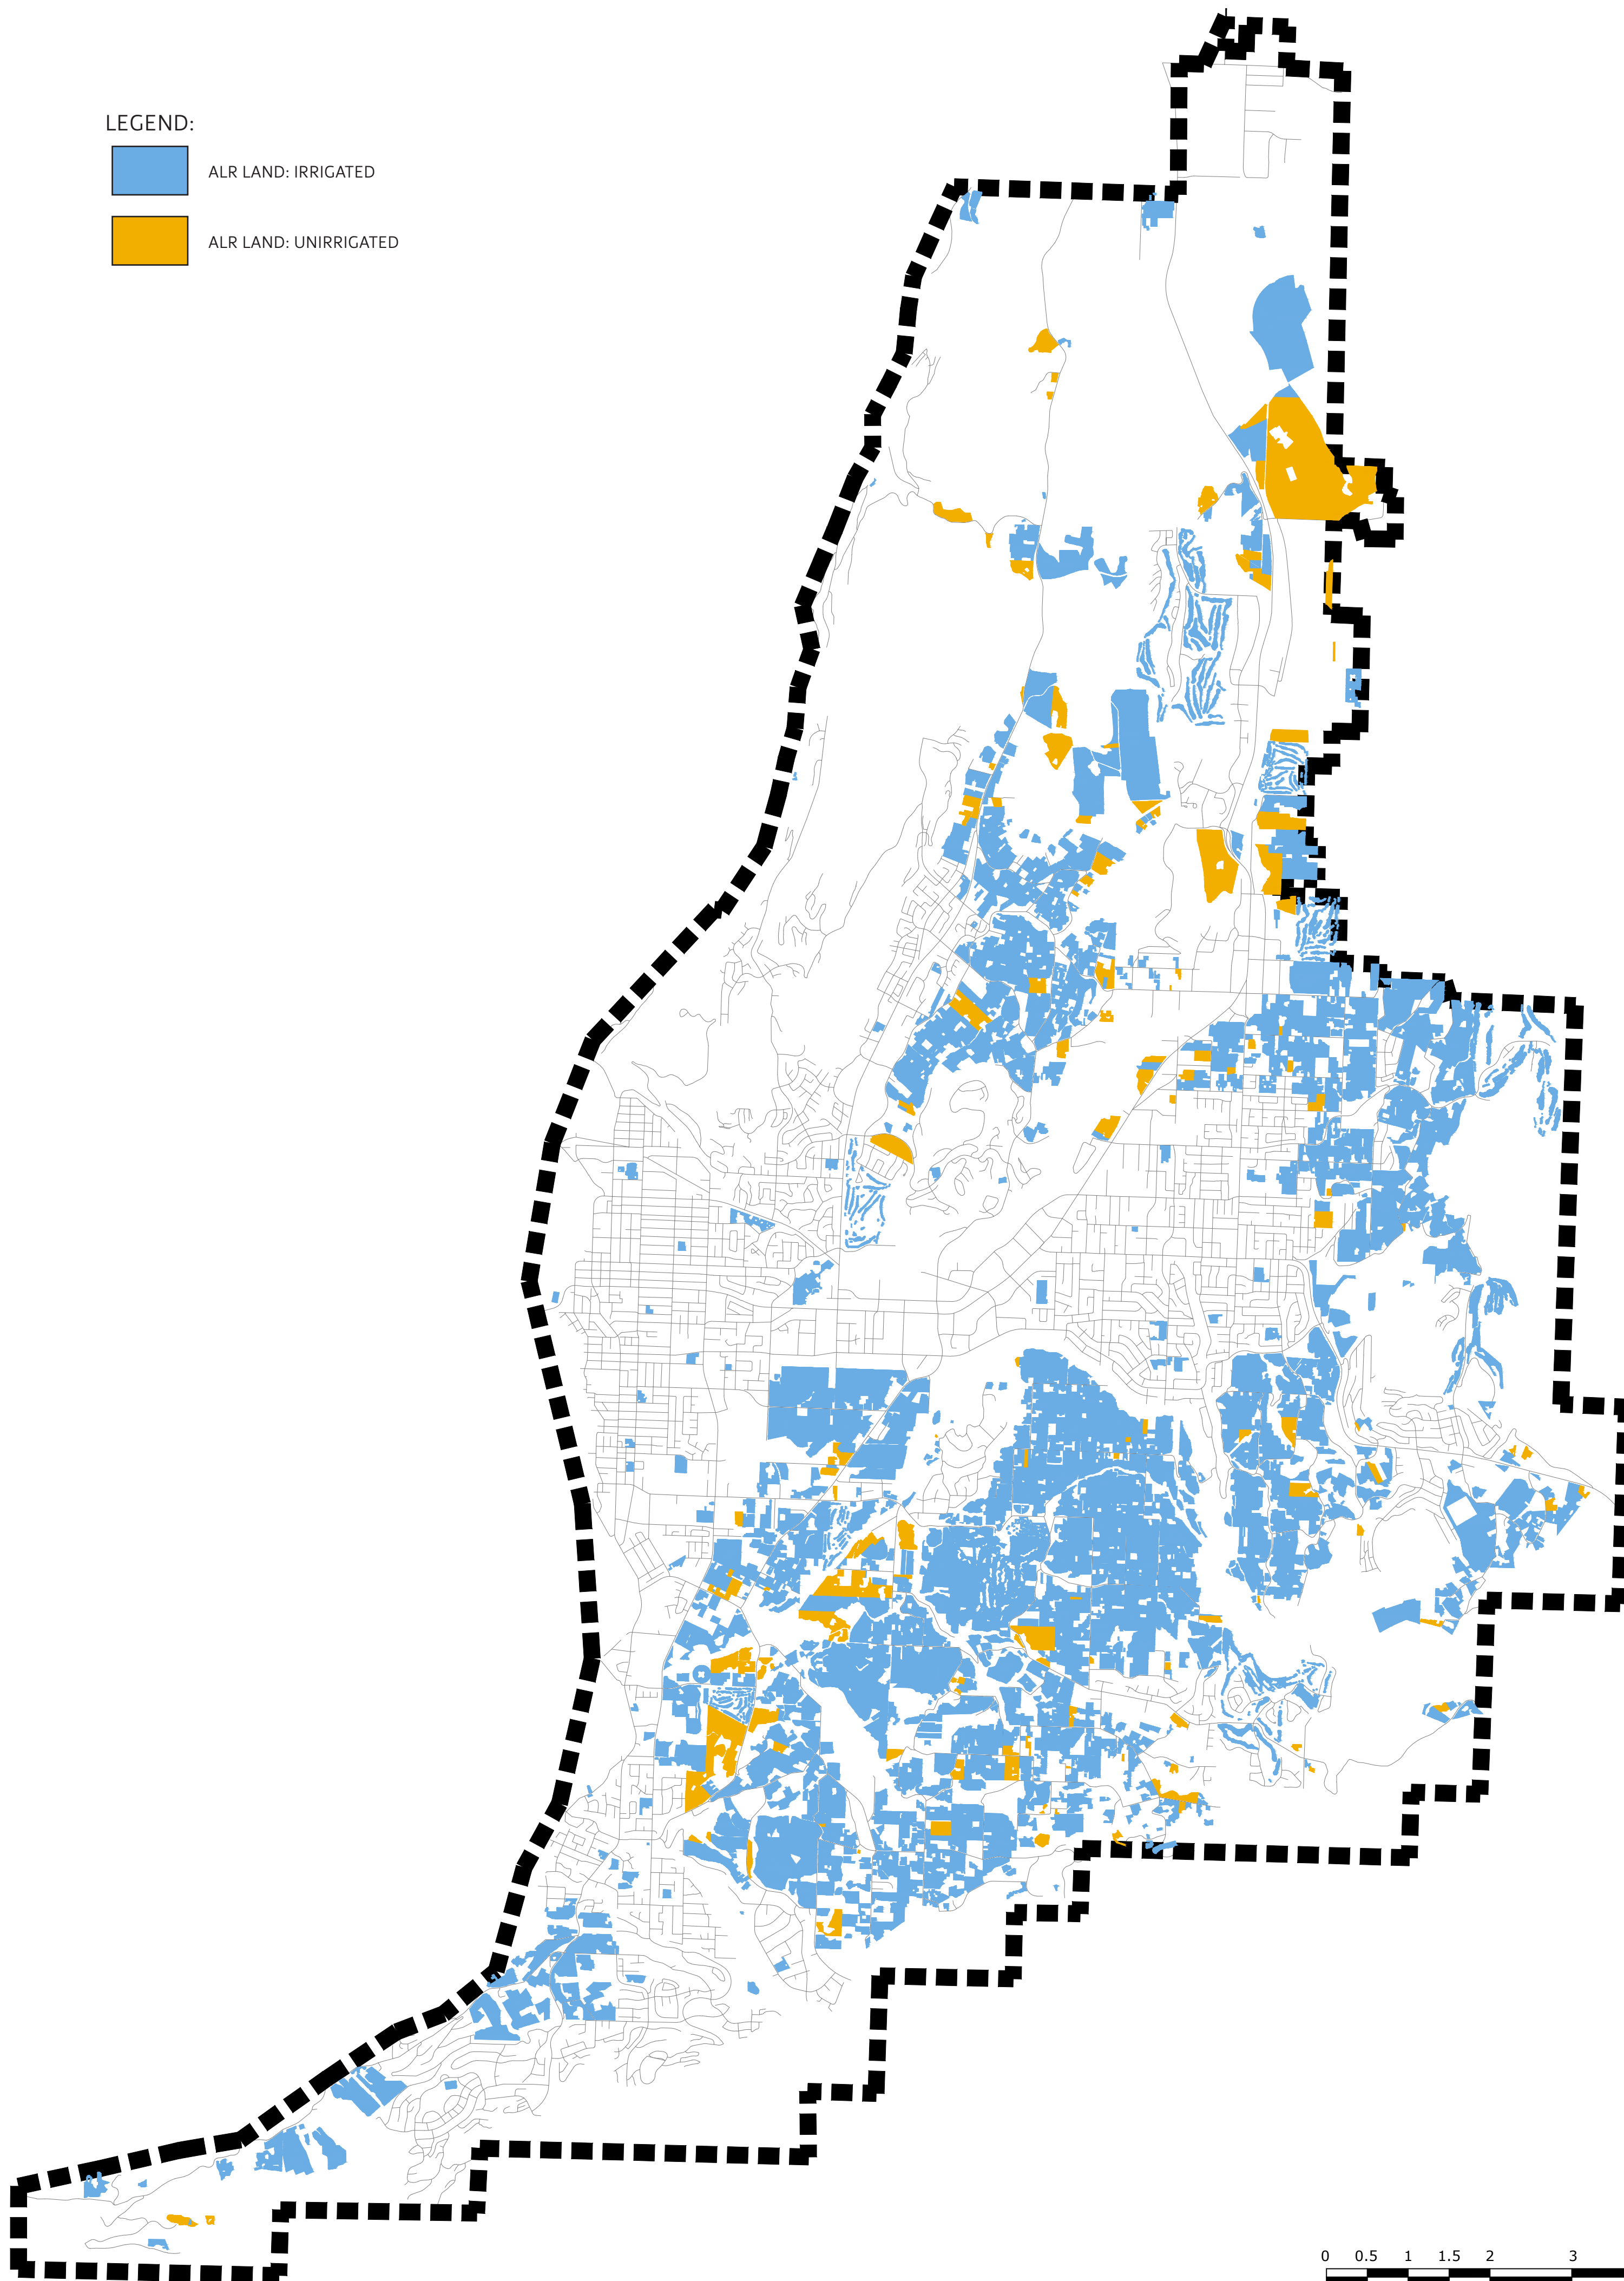 LEGEND:
ALR LAND: IRRIGATED
ALR LAND: UNIRRIGATED
0 0.5 1 1.5 2 3